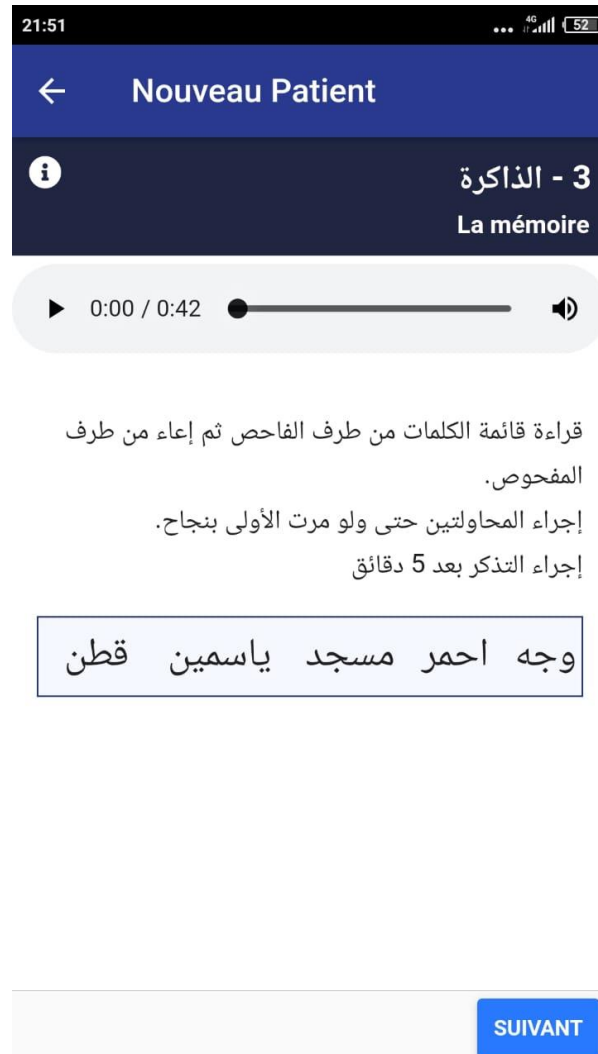 21:51
4G
52
Nouveau Patient
3 - الذاكرة
La mémoire
0:00 / 0:42
قراءة قائمة الكلمات من طرف الفاحص ثم إعاء من طرف
المفحوص.
إجراء المحاولتين حتى ولو مرت الأولى بنجاح.
إجراء التذكر بعد 5 دقائق
وجه احمر مسجد ياسمين قطن
SUIVANT